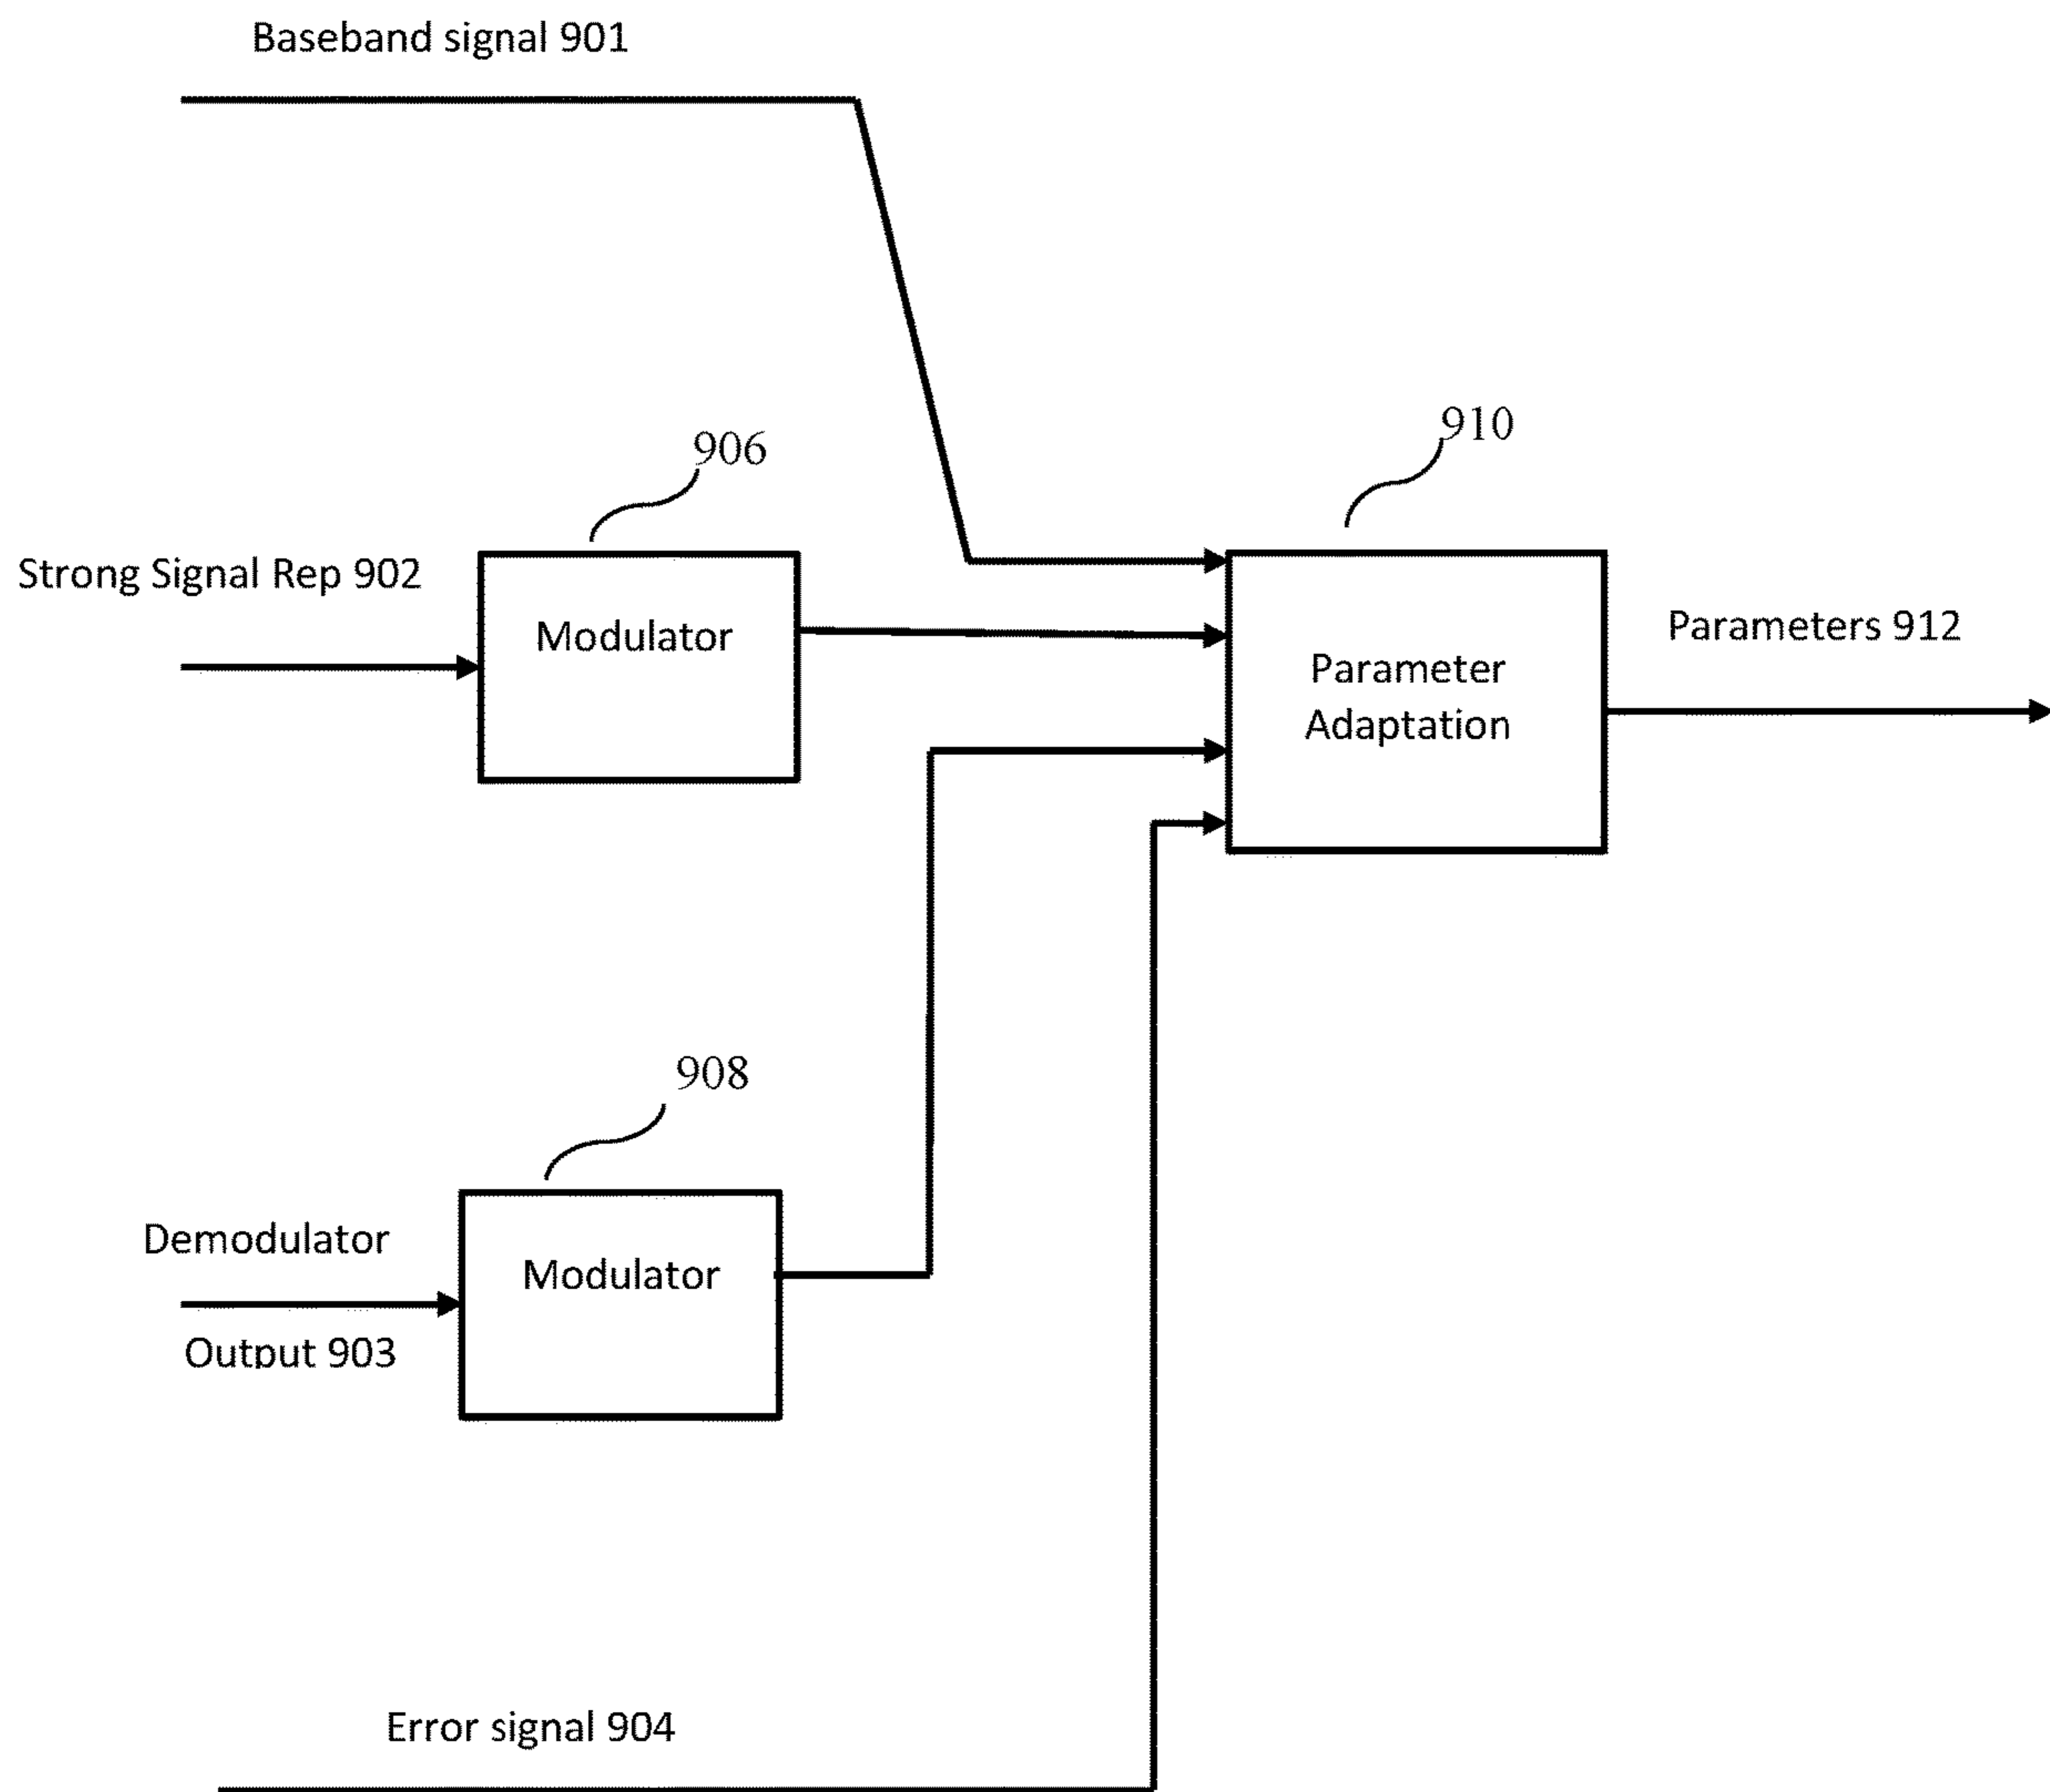 Baseband signal 901
910
906
Strong Signal Rep 902
Modulator
Parameters 912
Parameter
Adaptation
908
Demodulator
Modulator
Output 903
Error signal 904